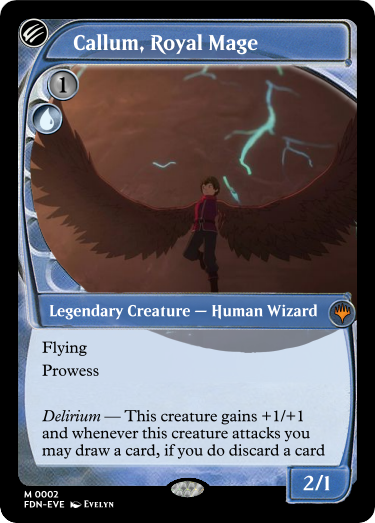 Callum, Royal Mage
1
Legendary Creature — Human Wizard
Flying
Prowess
Delirium — This creature gains +1/+1
and whenever this creature attacks you
may draw a card, if you do discard a card
2/1
M 0002
FDN-EVE Evelyn